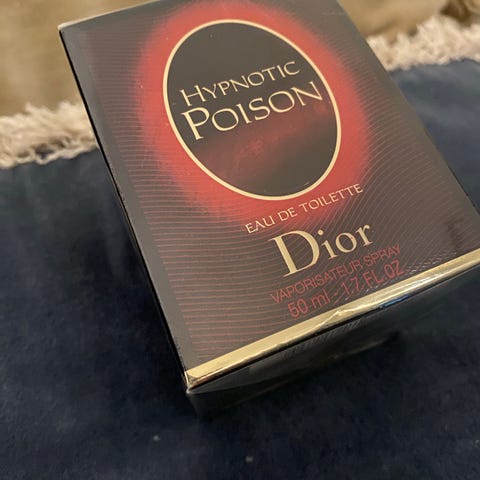 HYPNOTIC
POISON
EAU DE TOILETTE
Dior
VAPORISATEUR SPRAY
50 ml - 1.7 FL.OZ